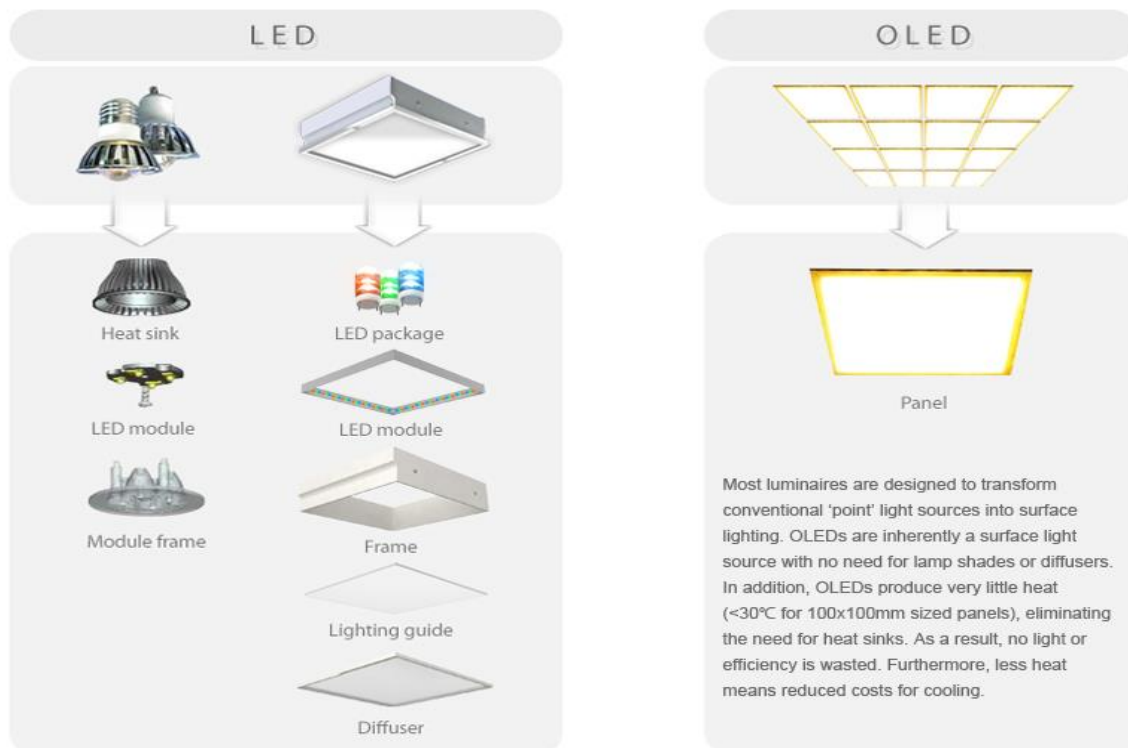 LED
OLED
Heat sink
LED package
LED module
LED module
Module frame
Frame
Lighting guide
Diffuser
Panel
Most luminaires are designed to transform
conventional ‘point’ light sources into surface
lighting. OLEDs are inherently a surface light
source with no need for lamp shades or diffusers.
In addition, OLEDs produce very little heat
(<30℃ for 100x100mm sized panels), eliminating
the need for heat sinks. As a result, no light or
efficiency is wasted. Furthermore, less heat
means reduced costs for cooling.